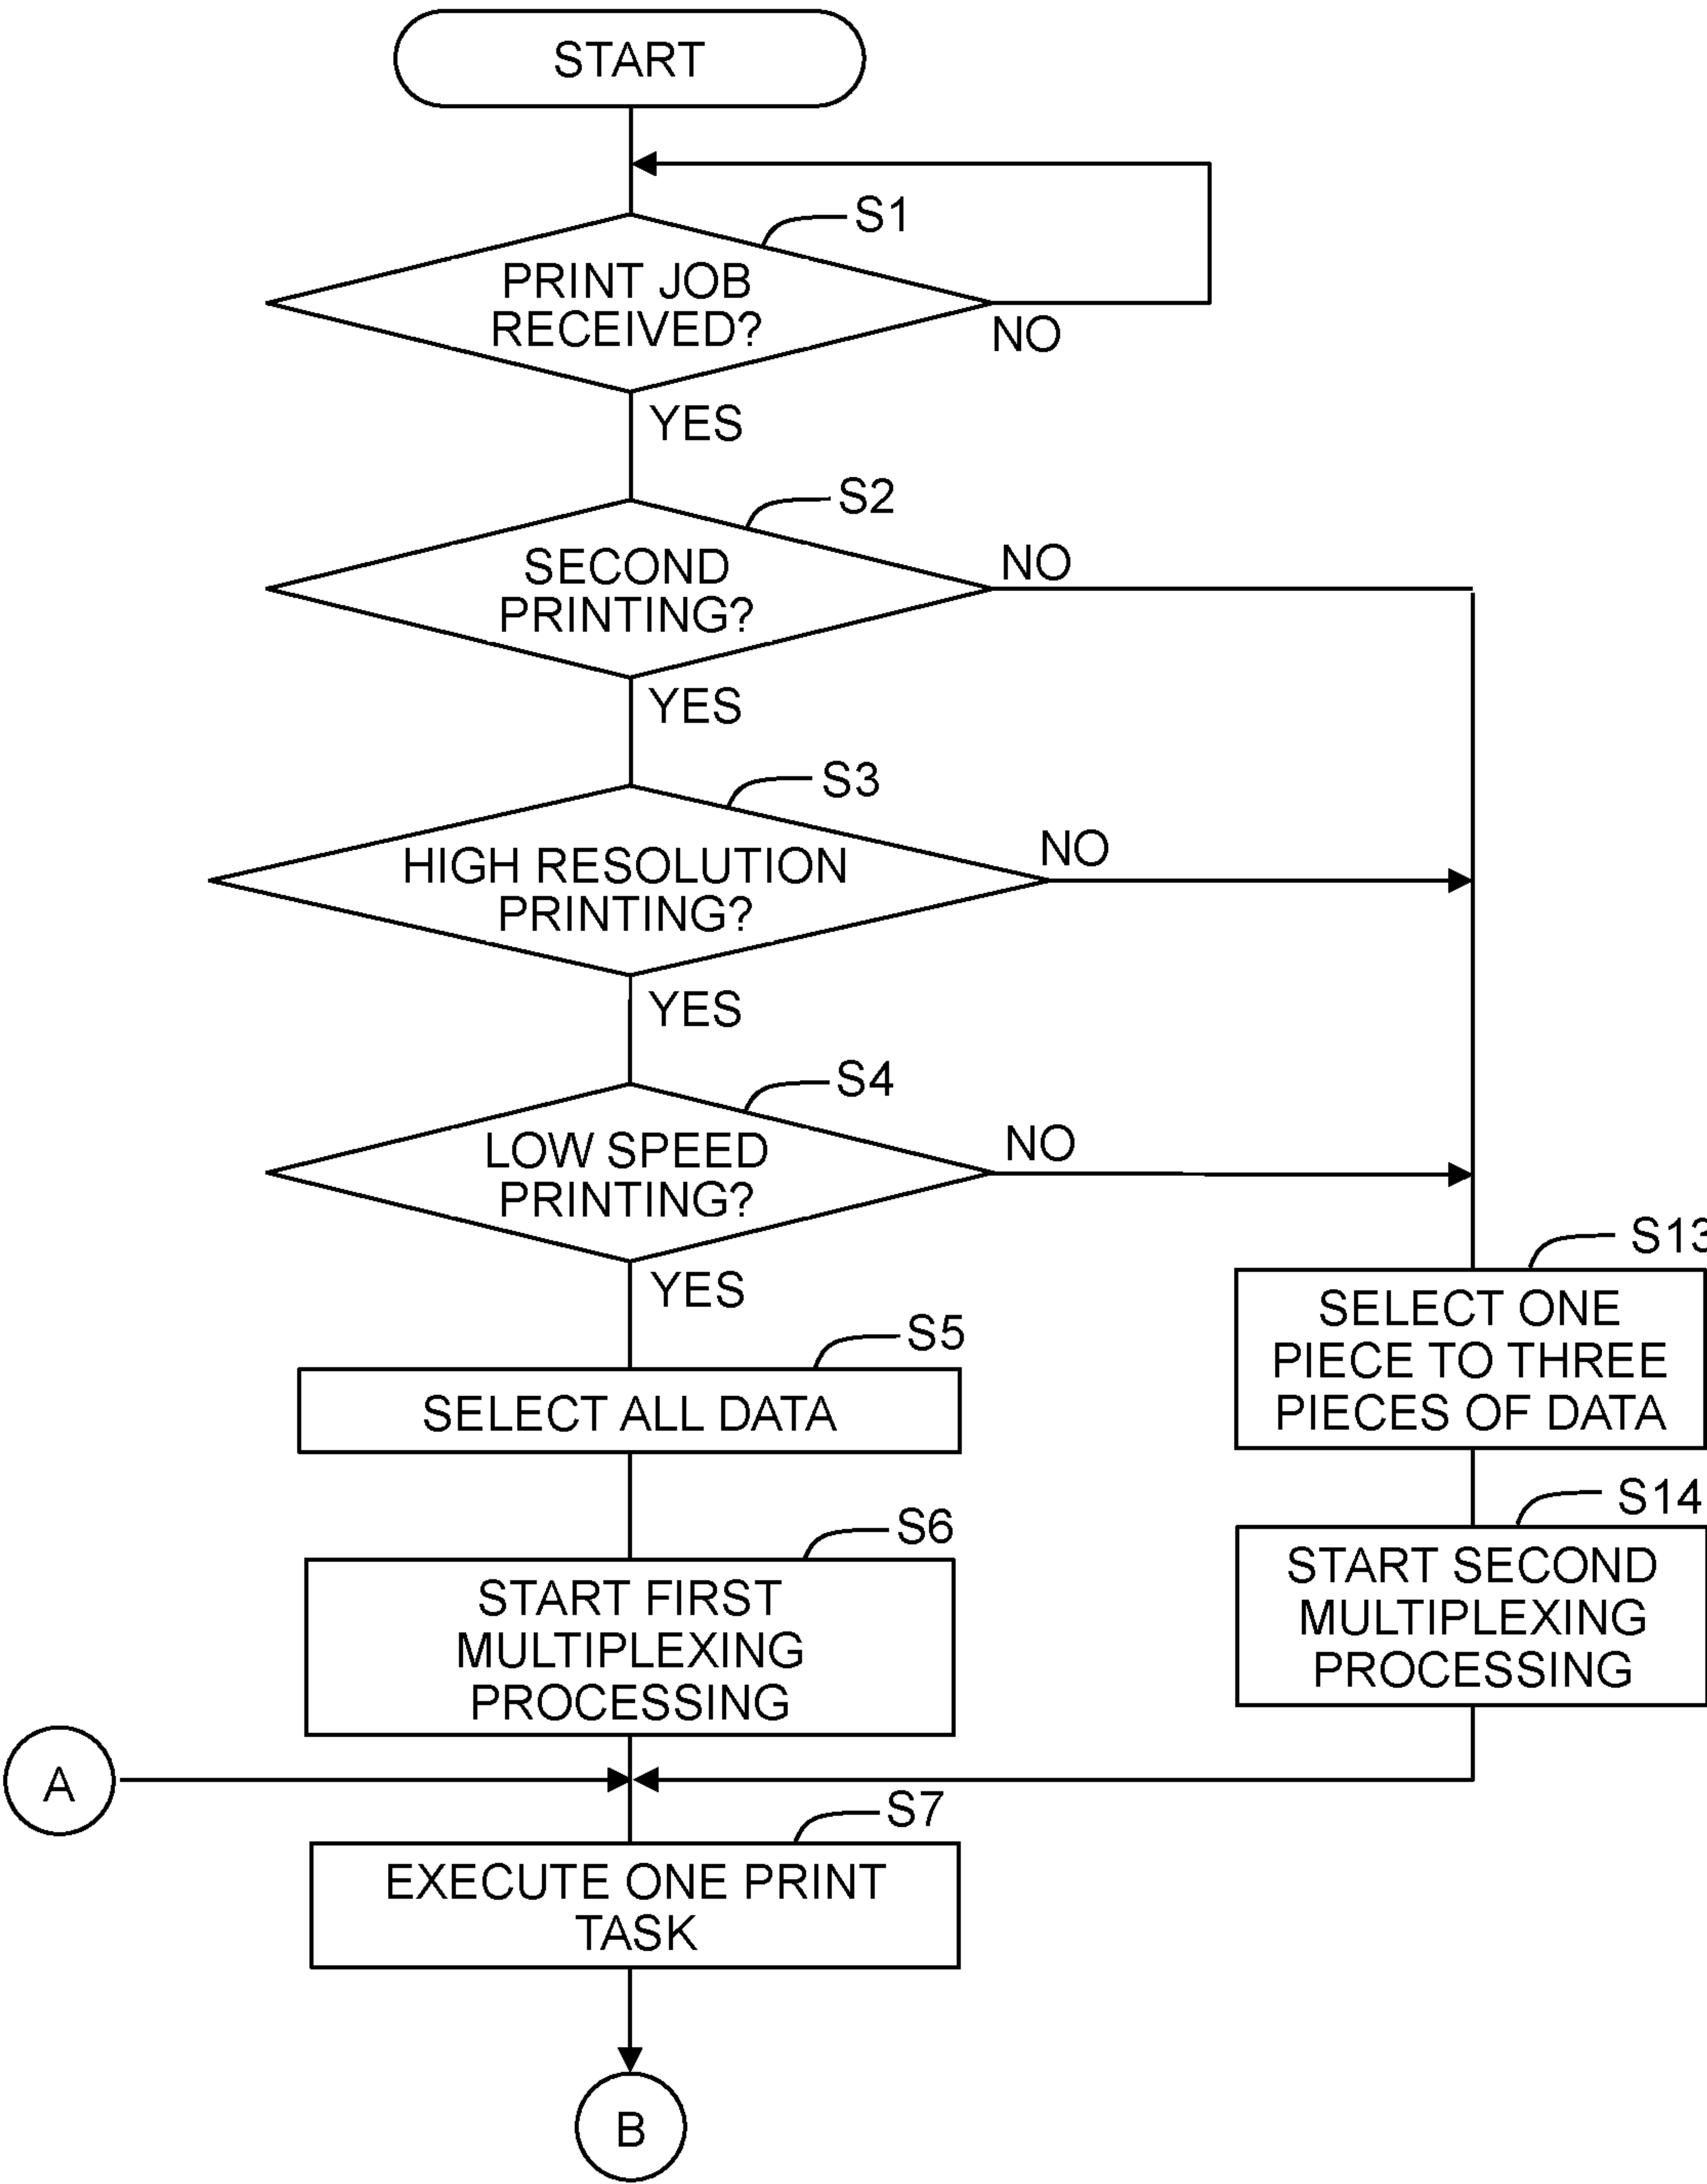 START
S1
PRINT JOB
RECEIVED?
NO
YES
S2
SECOND
PRINTING?
NO
YES
S3
HIGH RESOLUTION
PRINTING?
NO
YES
S4
LOW SPEED
PRINTING?
NO
YES
S13
SELECT ONE
PIECE TO THREE
PIECES OF DATA
S5
SELECT ALL DATA
S14
START SECOND
MULTIPLEXING
PROCESSING
S6
START FIRST
MULTIPLEXING
PROCESSING
A
S7
EXECUTE ONE PRINT
TASK
B